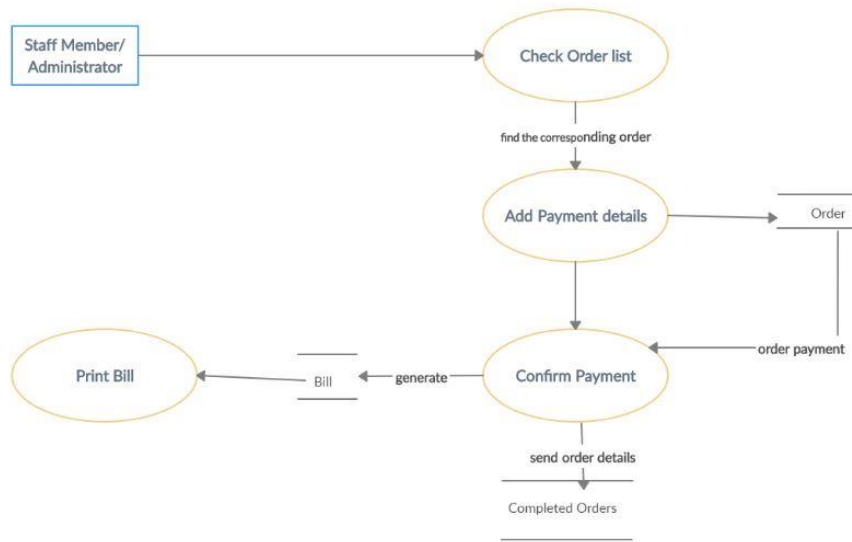 Staff Member/
Administrator
Check Order list
find the corresponding order
Add Payment details
Order
order payment
Print Bill
Bill
generate
Confirm Payment
send order details
Completed Orders